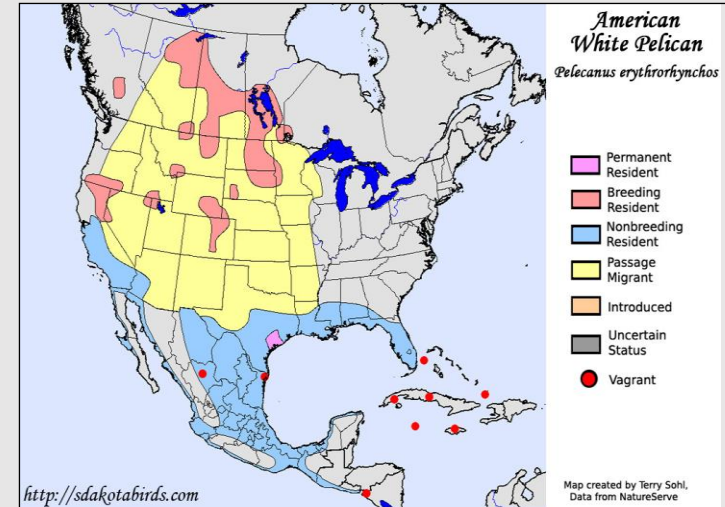 American
White Pelican
Pelecanus erythrorhynchos
Permanent
Resident
Breeding
Resident
Nonbreeding
Resident
Passage
Migrant
Introduced
Uncertain
Status
Vagrant
Map created by Terry Sohl,
Data from NatureServe
http://sdakotabirds.com